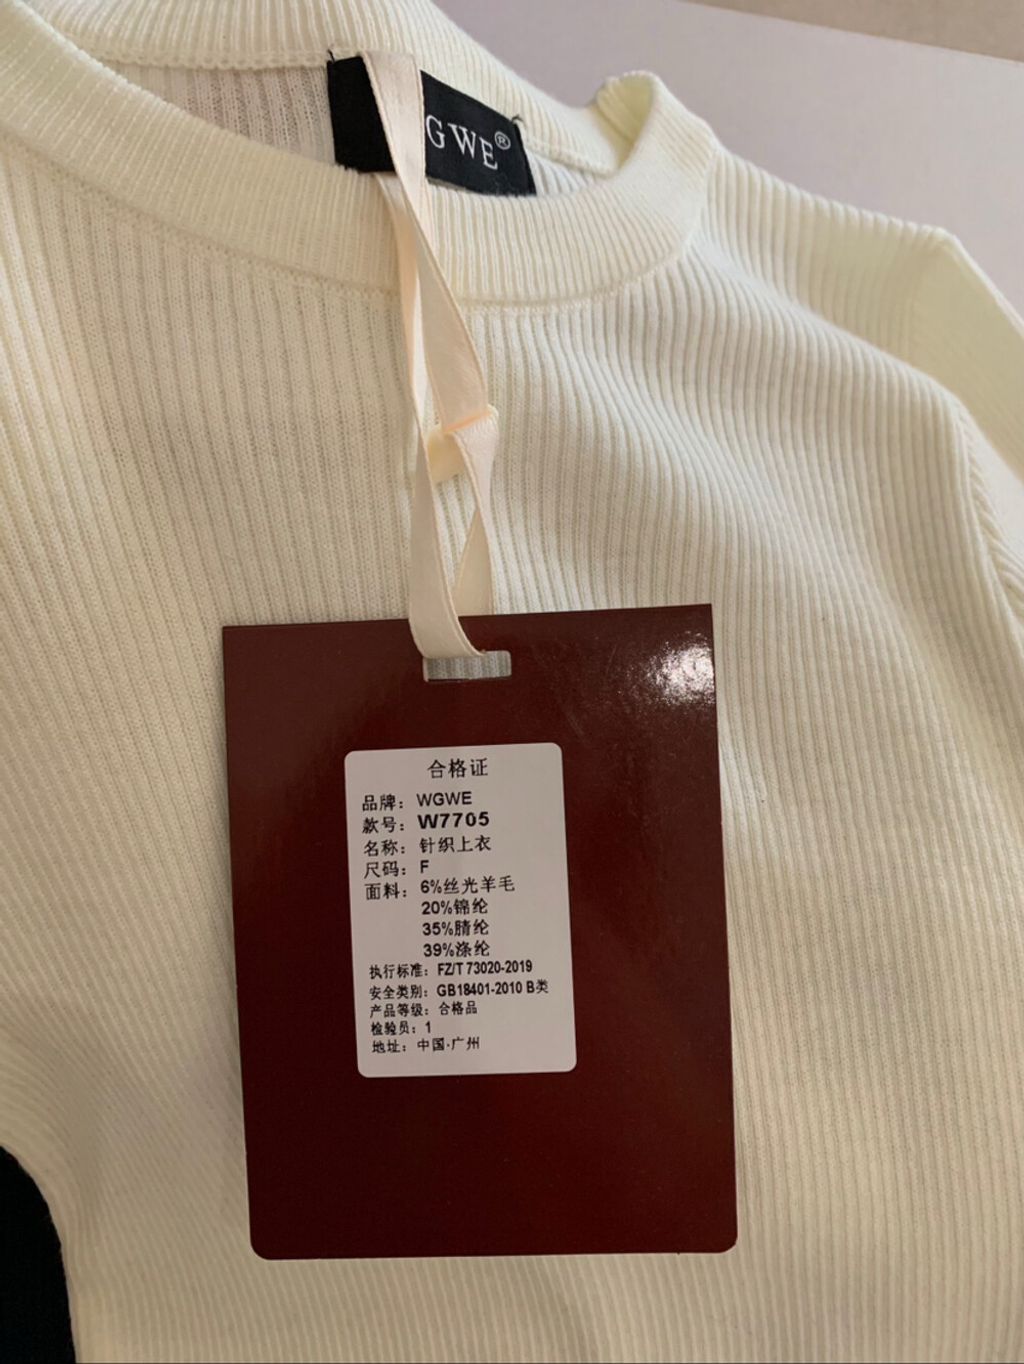 GWE®
合格证
品牌：WGWE
款号：W7705
名称：针织上衣
尺码：F
面料：6%丝光羊毛
20%锦纶
35%腈纶
39%涤纶
执行标准：FZ/T 73020-2019
安全类别：GB18401-2010 B类
产品等级：合格品
检验员：1
地址：中国·广州